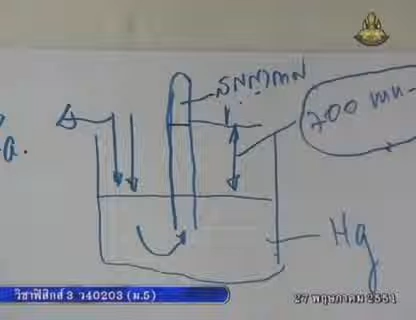 สุญญากาศ
700 mm
Hg
วิชาฟิสิกส์ 3 ว40203 (ม.5)
27 พฤษภาคม 2551